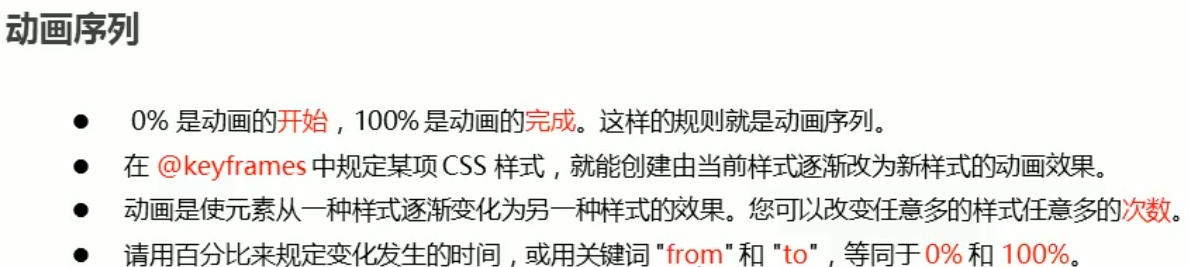 动画序列
● 0% 是动画的开始，100% 是动画的完成。这样的规则就是动画序列。
● 在 @keyframes 中规定某项 CSS 样式，就能创建由当前样式逐渐改为新样式的动画效果。
● 动画是使元素从一种样式逐渐变化为另一种样式的效果。您可以改变任意多的样式任意多的次数。
● 请用百分比来规定变化发生的时间，或用关键词 "from" 和 "to"，等同于 0% 和 100%。